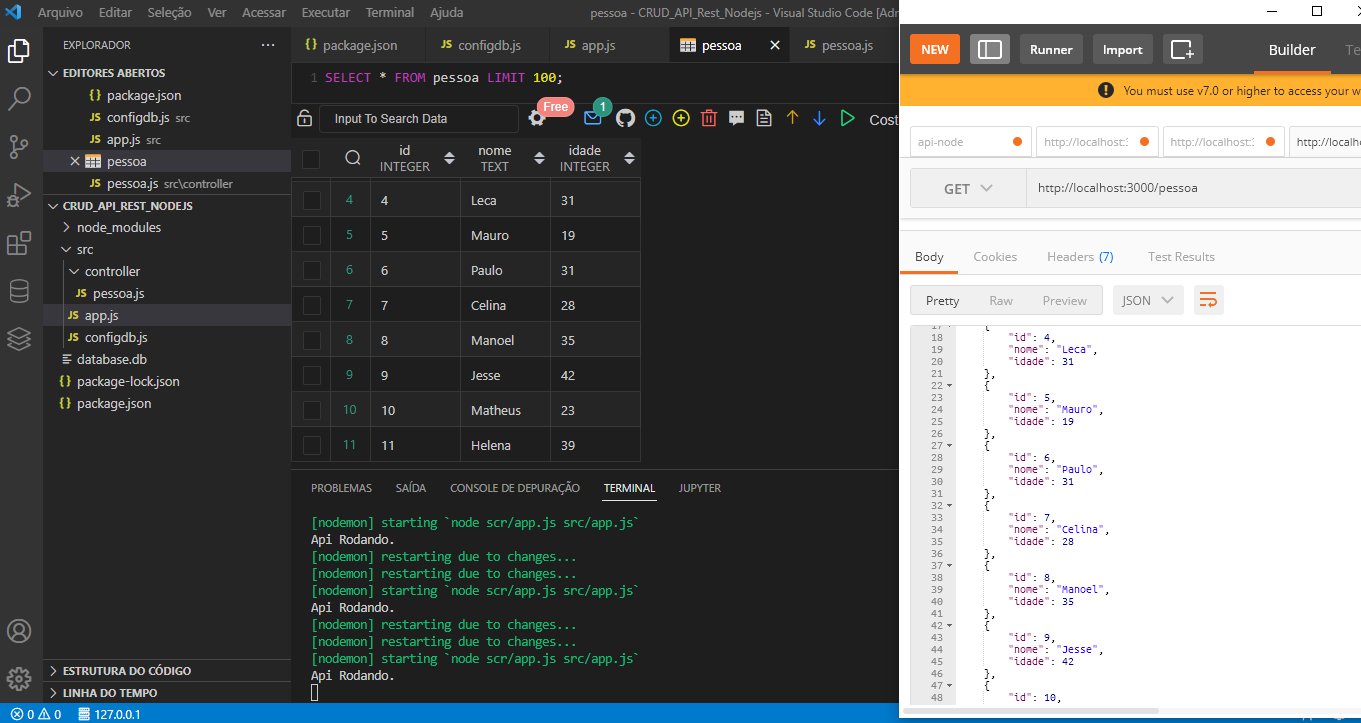 Arquivo Editar Seleção Ver Acessar Executar Terminal Ajuda
pessoa - CRUD_API_Rest_Nodejs - Visual Studio Code [Adr
EXPLORADOR
EDITORES ABERTOS
{} package.json
JS configdb.js src
JS app.js src
pessoa
JS pessoa.js src\controller
CRUD_API_REST_NODEJS
node_modules
src
controller
JS pessoa.js
JS app.js
JS configdb.js
database.db
{} package-lock.json
{} package.json
ESTRUTURA DO CÓDIGO
LINHA DO TEMPO
0 0 127.0.0.1
{} package.json JS configdb.js JS app.js pessoa JS pessoa.js
1 SELECT * FROM pessoa LIMIT 100;
Input To Search Data Free 1 Cost
id nome idade
INTEGER TEXT INTEGER
4 4 Leca 31
5 5 Mauro 19
6 6 Paulo 31
7 7 Celina 28
8 8 Manoel 35
9 9 Jesse 42
10 10 Matheus 23
11 11 Helena 39
PROBLEMAS SAÍDA CONSOLE DE DEPURAÇÃO TERMINAL JUPYTER
[nodemon] starting `node scr/app.js src/app.js`
Api Rodando.
[nodemon] restarting due to changes...
[nodemon] restarting due to changes...
[nodemon] starting `node scr/app.js src/app.js`
Api Rodando.
[nodemon] restarting due to changes...
[nodemon] restarting due to changes...
[nodemon] starting `node scr/app.js src/app.js`
Api Rodando.
NEW Runner Import Builder Te
You must use v7.0 or higher to access your w
api-node http://localhost:3 http://localhost:3 http://localho
GET http://localhost:3000/pessoa
Body Cookies Headers (7) Test Results
Pretty Raw Preview JSON
17 {
18 "id": 4,
19 "nome": "Leca",
20 "idade": 31
21 },
22 {
23 "id": 5,
24 "nome": "Mauro",
25 "idade": 19
26 },
27 {
28 "id": 6,
29 "nome": "Paulo",
30 "idade": 31
31 },
32 {
33 "id": 7,
34 "nome": "Celina",
35 "idade": 28
36 },
37 {
38 "id": 8,
39 "nome": "Manoel",
40 "idade": 35
41 },
42 {
43 "id": 9,
44 "nome": "Jesse",
45 "idade": 42
46 },
47 {
48 "id": 10,